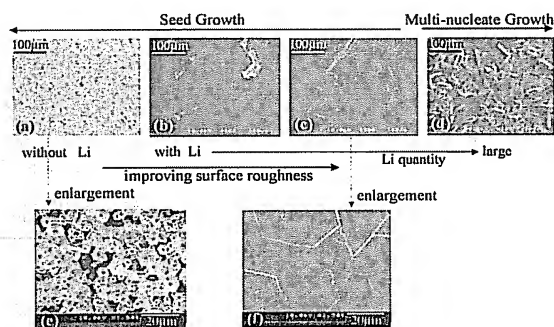 Seed Growth Multi-nucleate Growth
100μm 100μm 100μm 100μm
(a) (b) (c) (d)
without Li with Li Li quantity large
improving surface roughness
enlargement enlargement
(e) 20μm (f) 20μm